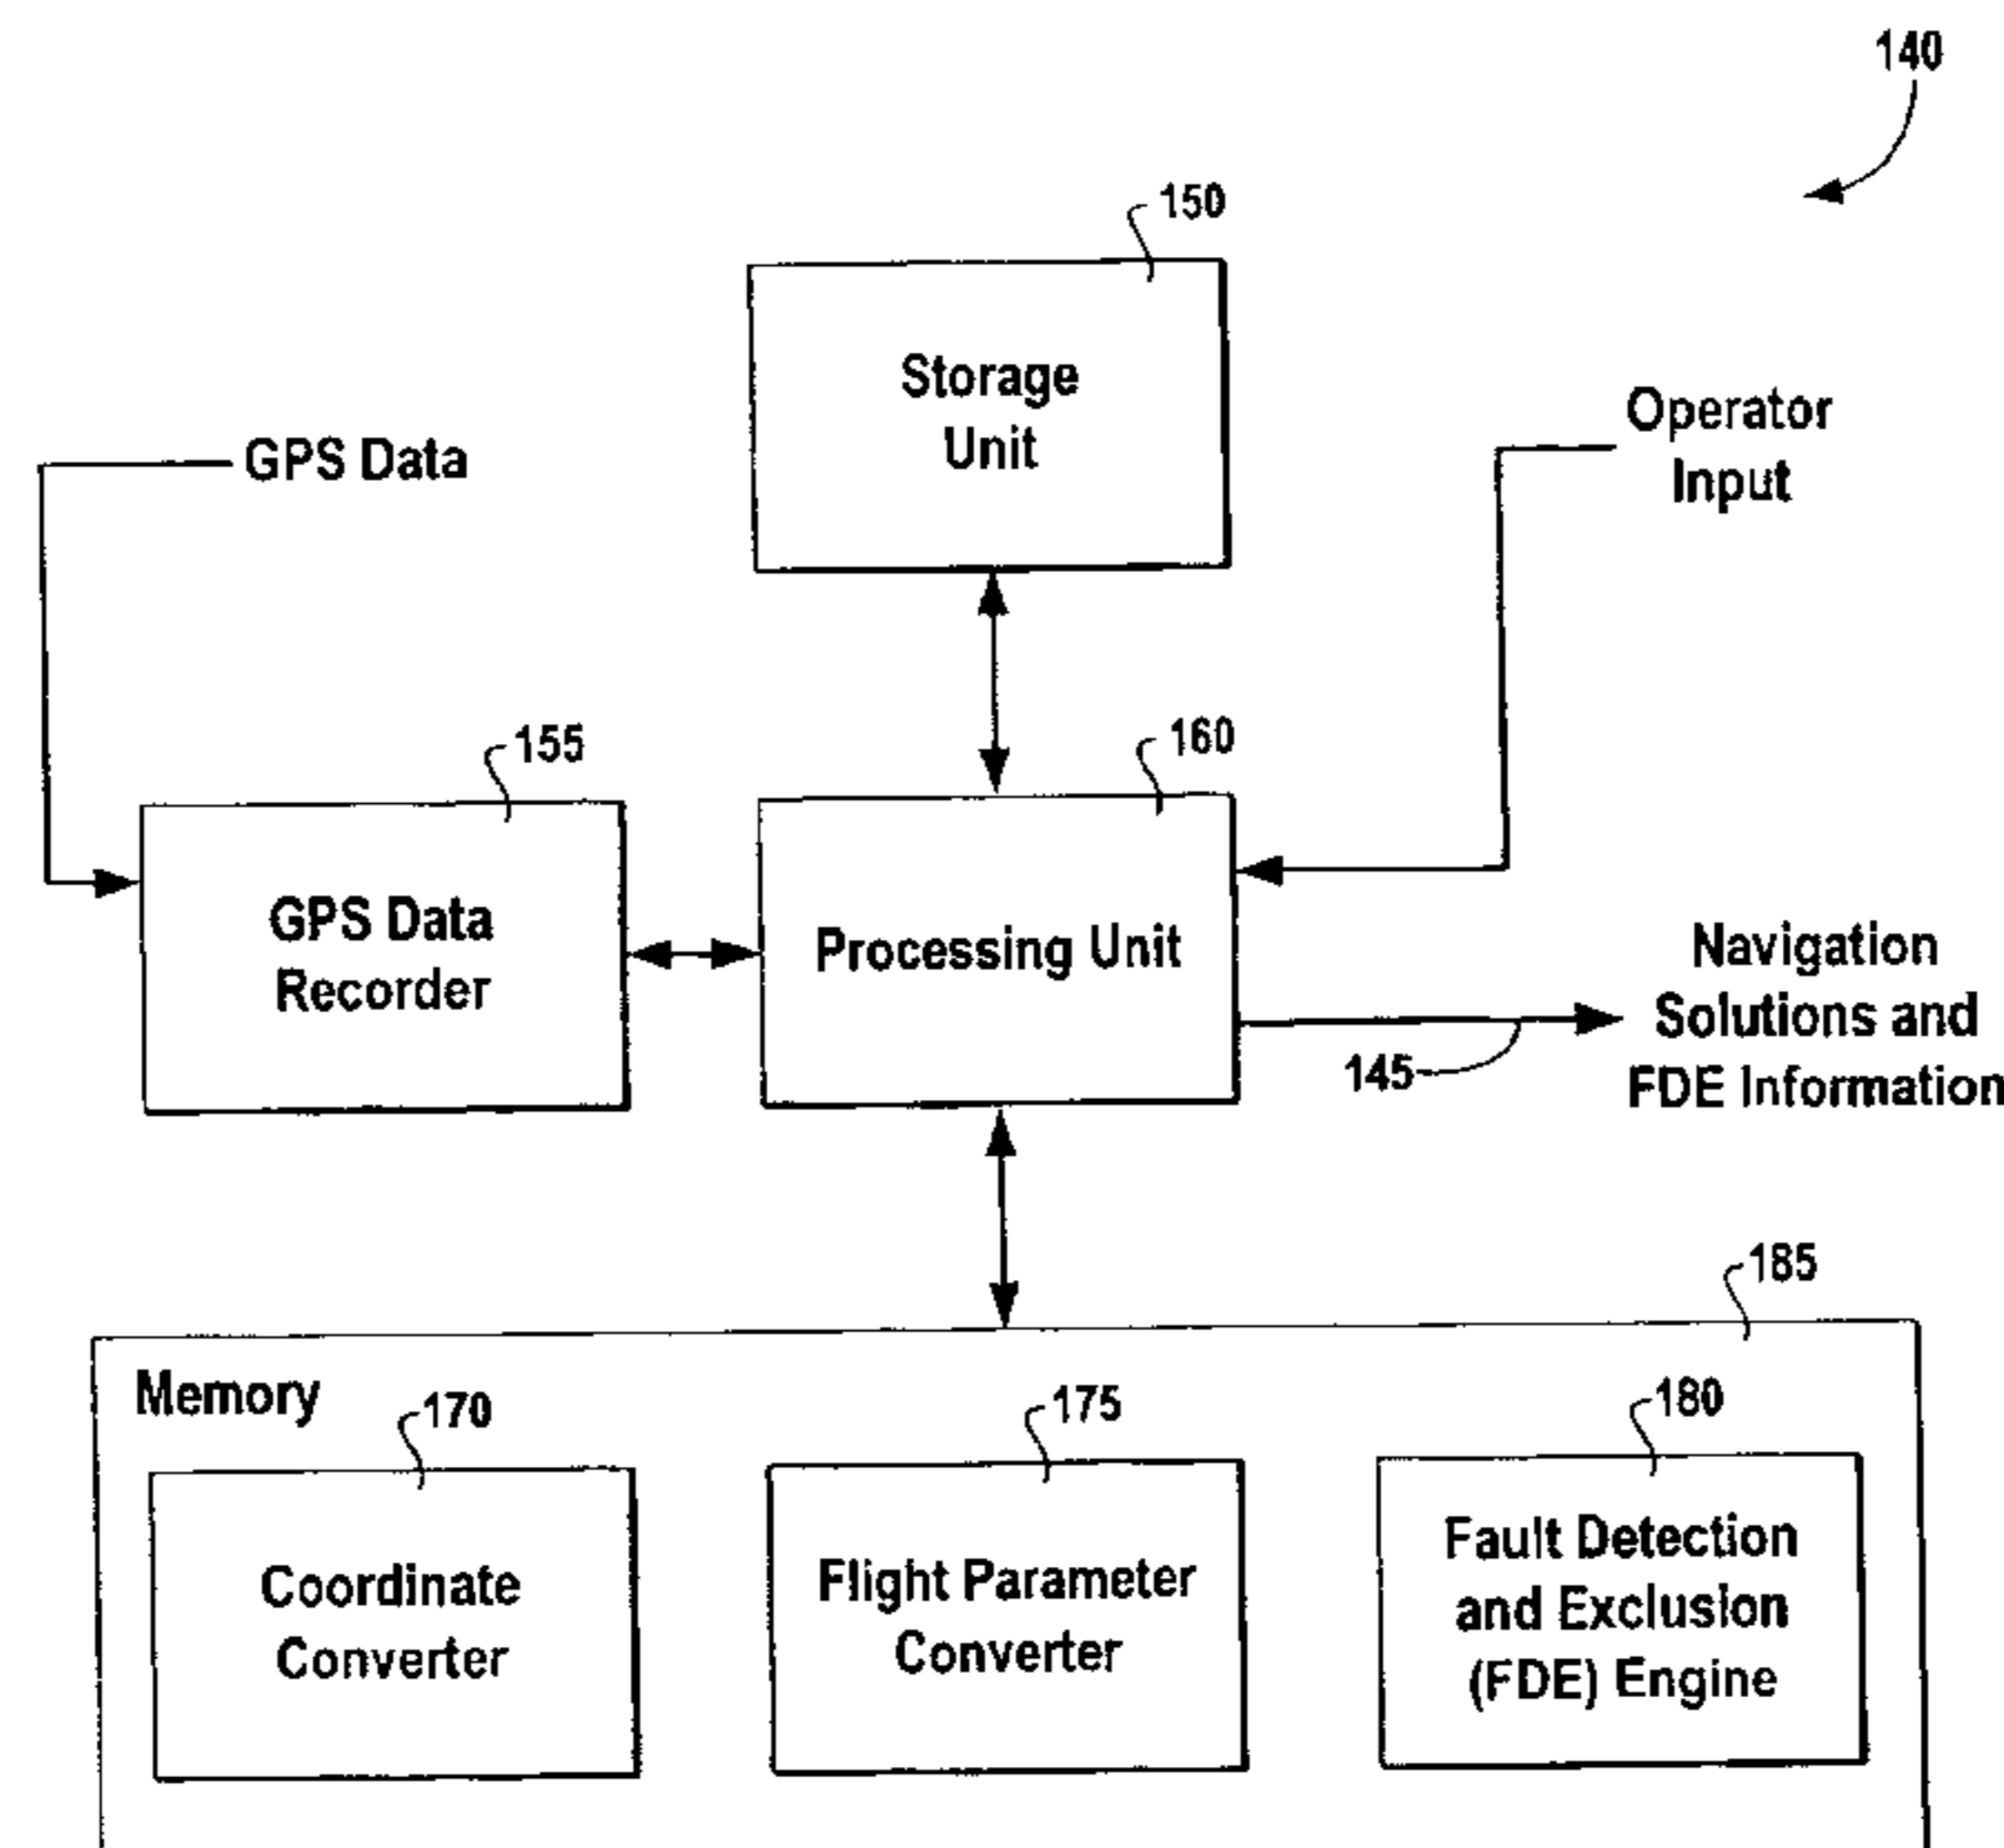 140
150
Storage
Unit
GPS Data
Operator
Input
155
GPS Data
Recorder
160
Processing Unit
Navigation
Solutions and
FDE Information
145
185
Memory
170
Coordinate
Converter
175
Flight Parameter
Converter
180
Fault Detection
and Exclusion
(FDE) Engine